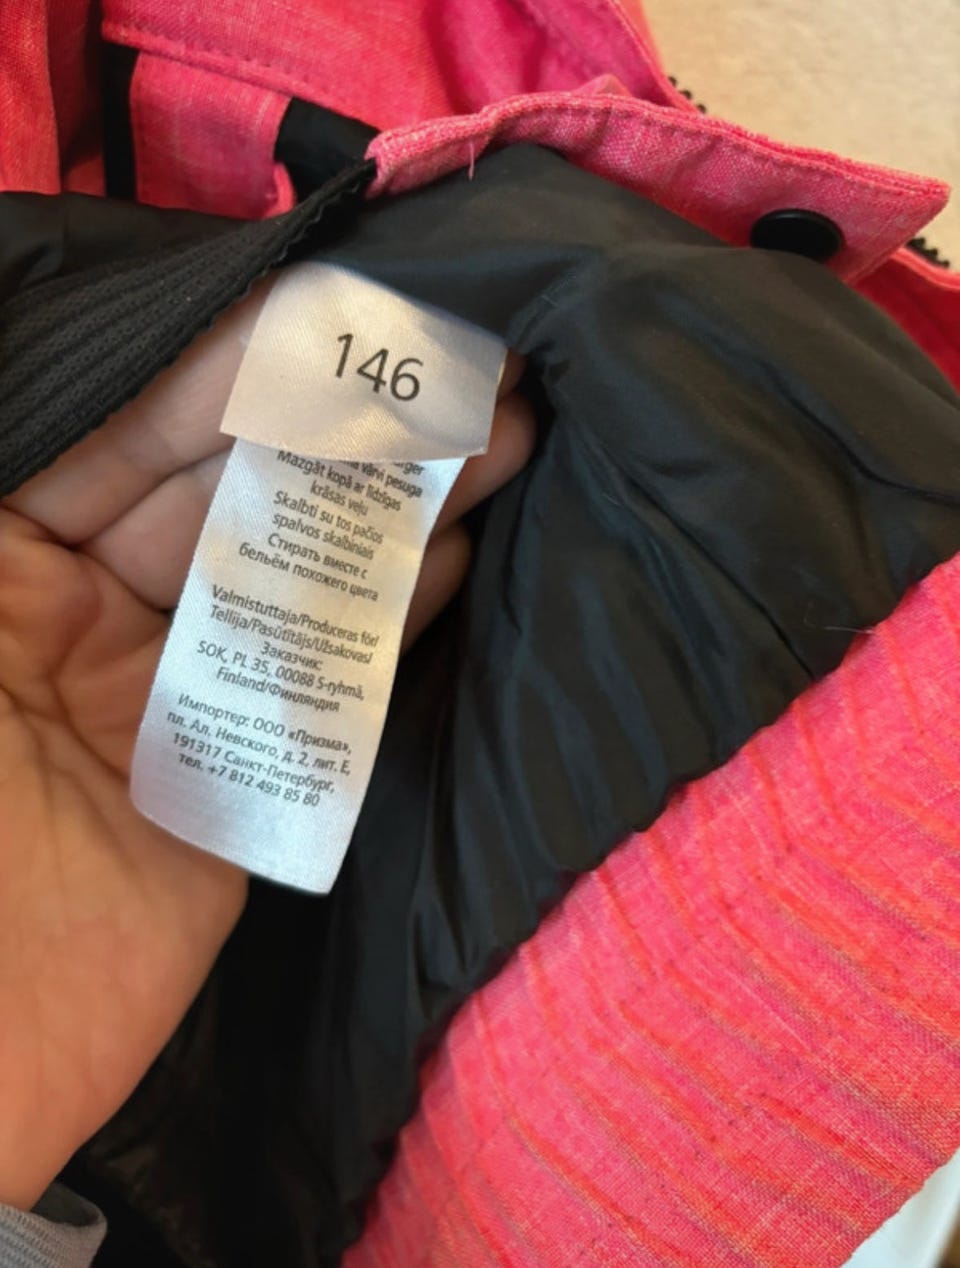 146
värvi pesuga
Mazgāt kopā ar līdzīgas
krāsas veļu
Skalbti su tos pačios
spalvos skalbiniais
Стирать вместе с
бельём похожего цвета
Valmistuttaja/Produceras för/
Tellija/Pasūtītājs/Užsakovas/
Заказчик:
SOK, PL 35, 00088 S-ryhmä,
Finland/Финляндия
Импортер: ООО «Призма»,
пл. Ал. Невского, д. 2, лит. Е,
191317 Санкт-Петербург,
тел. +7 812 493 85 80